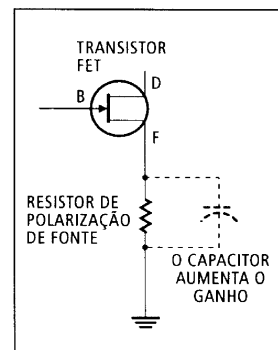 TRANSISTOR
FET
D
B
F
RESISTOR DE
POLARIZAÇÃO
DE FONTE
O CAPACITOR
AUMENTA O
GANHO